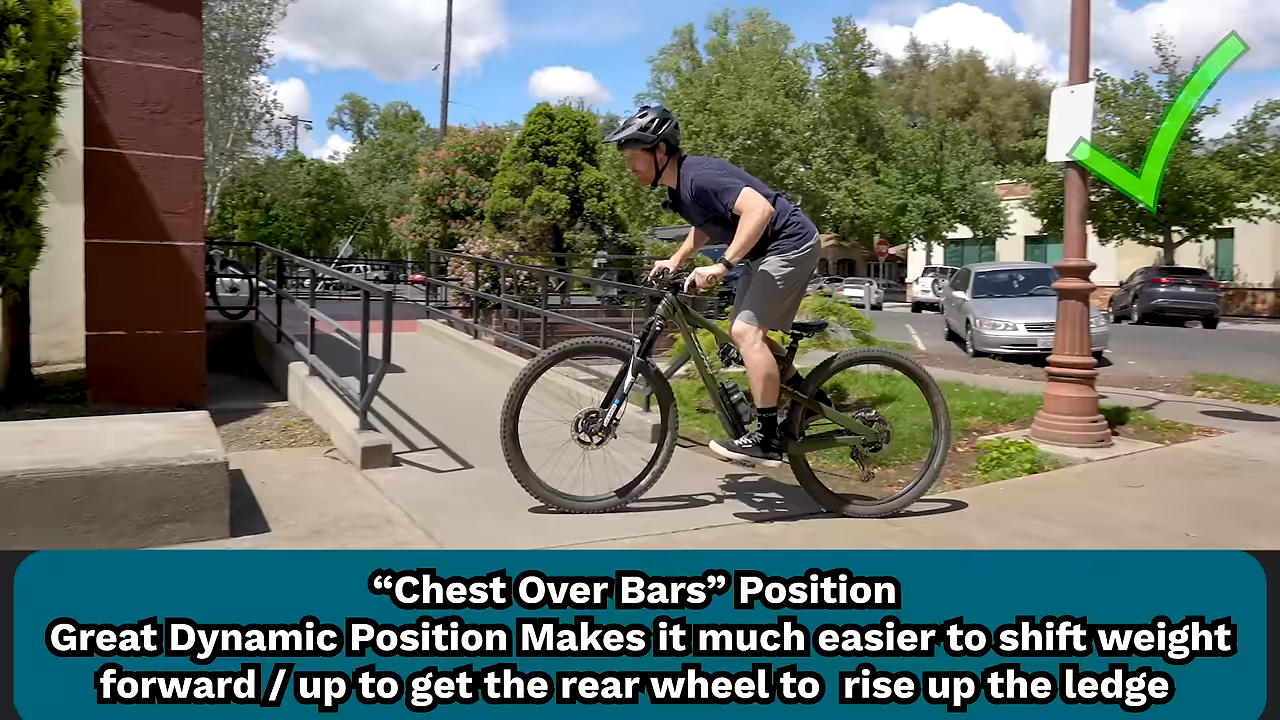 “Chest Over Bars” Position
Great Dynamic Position Makes it much easier to shift weight
forward / up to get the rear wheel to  rise up the ledge